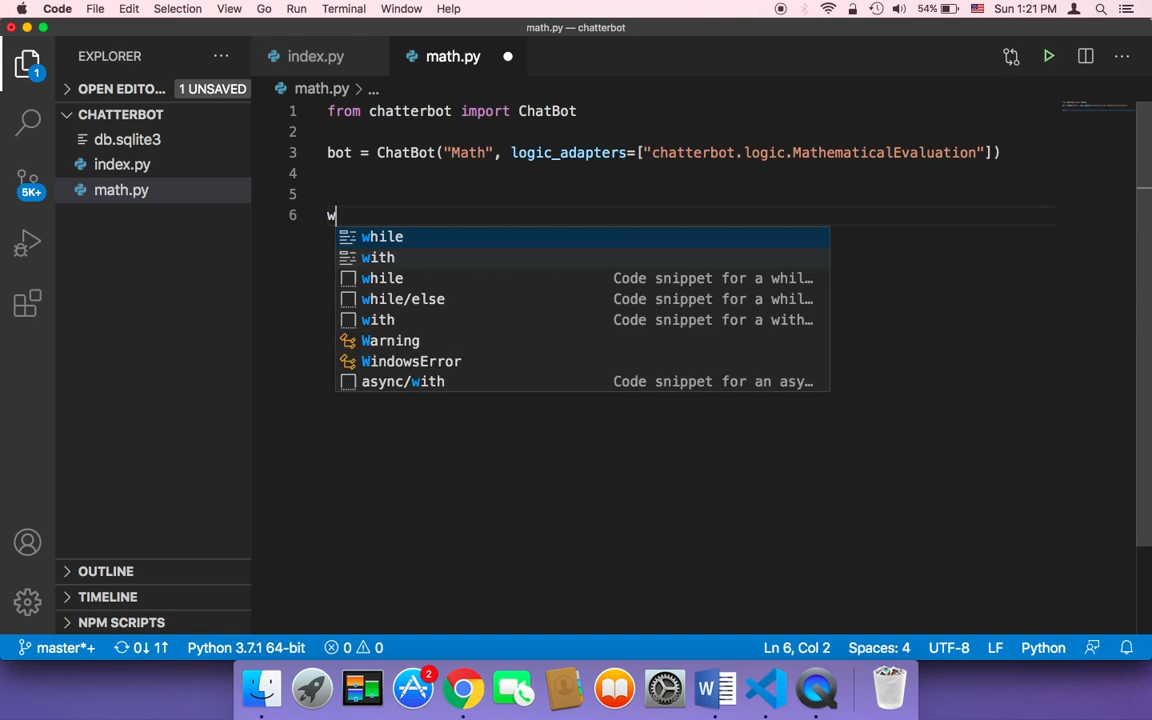 Code File Edit Selection View Go Run Terminal Window Help 54% Sun 1:21 PM
math.py — chatterbot
EXPLORER ... index.py math.py
1
OPEN EDITO... 1 UNSAVED math.py > ...
CHATTERBOT
db.sqlite3
index.py
math.py
5K+
1 from chatterbot import ChatBot
2
3 bot = ChatBot("Math", logic_adapters=["chatterbot.logic.MathematicalEvaluation"])
4
5
6 w
while
with
while Code snippet for a whil...
while/else Code snippet for a whil...
with Code snippet for a with...
Warning
WindowsError
async/with Code snippet for an asy...
OUTLINE
TIMELINE
NPM SCRIPTS
master*+ 0↓ 1↑ Python 3.7.1 64-bit 0 0 Ln 6, Col 2 Spaces: 4 UTF-8 LF Python
2
W